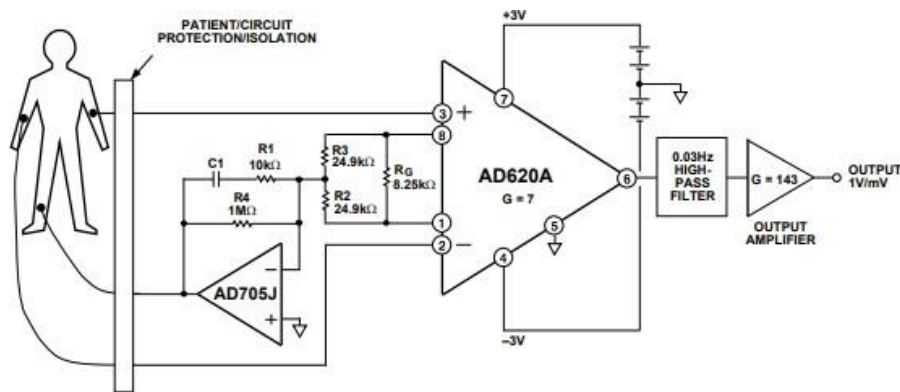 PATIENT/CIRCUIT
PROTECTION/ISOLATION
+3V
3
+
8
1
2
−
7
6
5
4
AD620A
G = 7
R1
10kΩ
C1
R4
1MΩ
R3
24.9kΩ
R2
24.9kΩ
RG
8.25kΩ
−
AD705J
+
0.03Hz
HIGH-
PASS
FILTER
G = 143
OUTPUT
1V/mV
OUTPUT
AMPLIFIER
−3V